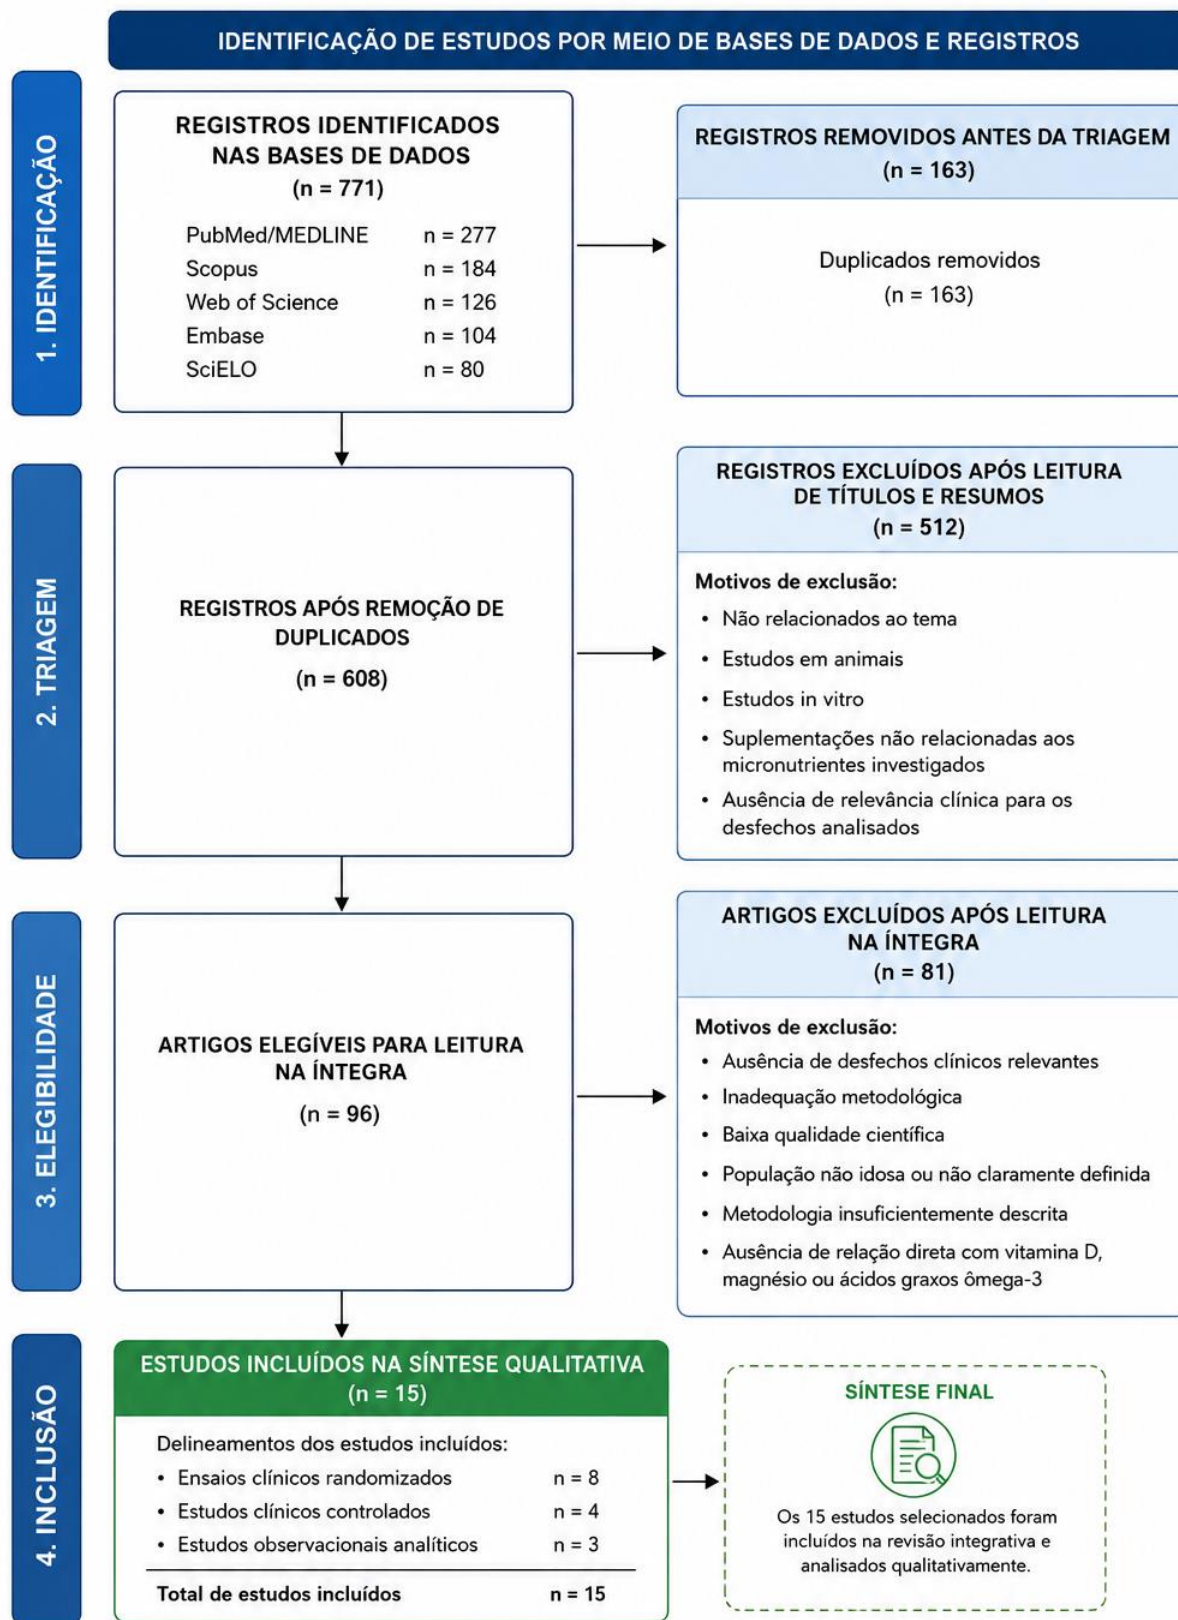 IDENTIFICAÇÃO DE ESTUDOS POR MEIO DE BASES DE DADOS E REGISTROS
1. IDENTIFICAÇÃO
REGISTROS IDENTIFICADOS
NAS BASES DE DADOS
(n = 771)
PubMed/MEDLINE n = 277
Scopus n = 184
Web of Science n = 126
Embase n = 104
SciELO n = 80
REGISTROS REMOVIDOS ANTES DA TRIAGEM
(n = 163)
Duplicados removidos
(n = 163)
2. TRIAGEM
REGISTROS APÓS REMOÇÃO DE
DUPLICADOS
(n = 608)
REGISTROS EXCLUÍDOS APÓS LEITURA
DE TÍTULOS E RESUMOS
(n = 512)
Motivos de exclusão:
• Não relacionados ao tema
• Estudos em animais
• Estudos in vitro
• Suplementações não relacionadas aos
micronutrientes investigados
• Ausência de relevância clínica para os
desfechos analisados
3. ELEGIBILIDADE
ARTIGOS ELEGÍVEIS PARA LEITURA
NA ÍNTEGRA
(n = 96)
ARTIGOS EXCLUÍDOS APÓS LEITURA
NA ÍNTEGRA
(n = 81)
Motivos de exclusão:
• Ausência de desfechos clínicos relevantes
• Inadequação metodológica
• Baixa qualidade científica
• População não idosa ou não claramente definida
• Metodologia insuficientemente descrita
• Ausência de relação direta com vitamina D,
magnésio ou ácidos graxos ômega-3
4. INCLUSÃO
ESTUDOS INCLUÍDOS NA SÍNTESE QUALITATIVA
(n = 15)
Delineamentos dos estudos incluídos:
• Ensaios clínicos randomizados n = 8
• Estudos clínicos controlados n = 4
• Estudos observacionais analíticos n = 3
Total de estudos incluídos n = 15
SÍNTESE FINAL
Os 15 estudos selecionados foram
incluídos na revisão integrativa e
analisados qualitativamente.